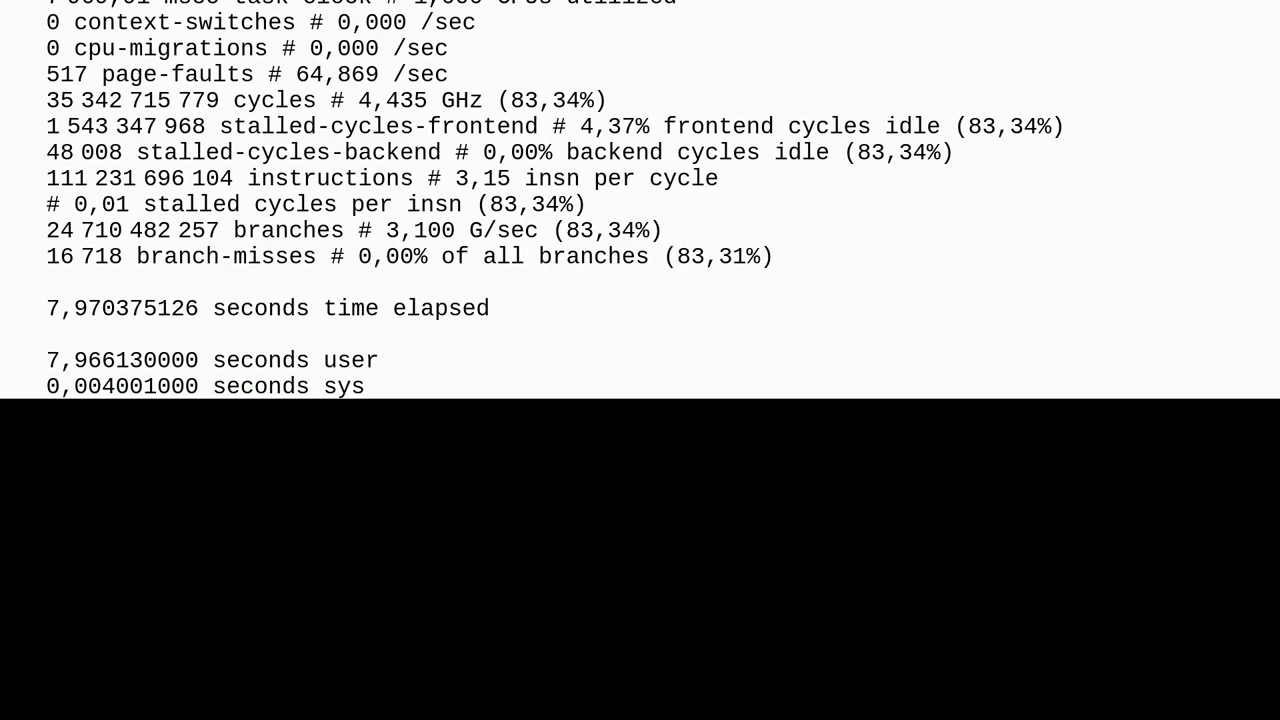 0 context-switches # 0,000 /sec
0 cpu-migrations # 0,000 /sec
517 page-faults # 64,869 /sec
35 342 715 779 cycles # 4,435 GHz (83,34%)
1 543 347 968 stalled-cycles-frontend # 4,37% frontend cycles idle (83,34%)
48 008 stalled-cycles-backend # 0,00% backend cycles idle (83,34%)
111 231 696 104 instructions # 3,15 insn per cycle
# 0,01 stalled cycles per insn (83,34%)
24 710 482 257 branches # 3,100 G/sec (83,34%)
16 718 branch-misses # 0,00% of all branches (83,31%)
7,970375126 seconds time elapsed
7,966130000 seconds user
0,004001000 seconds sys